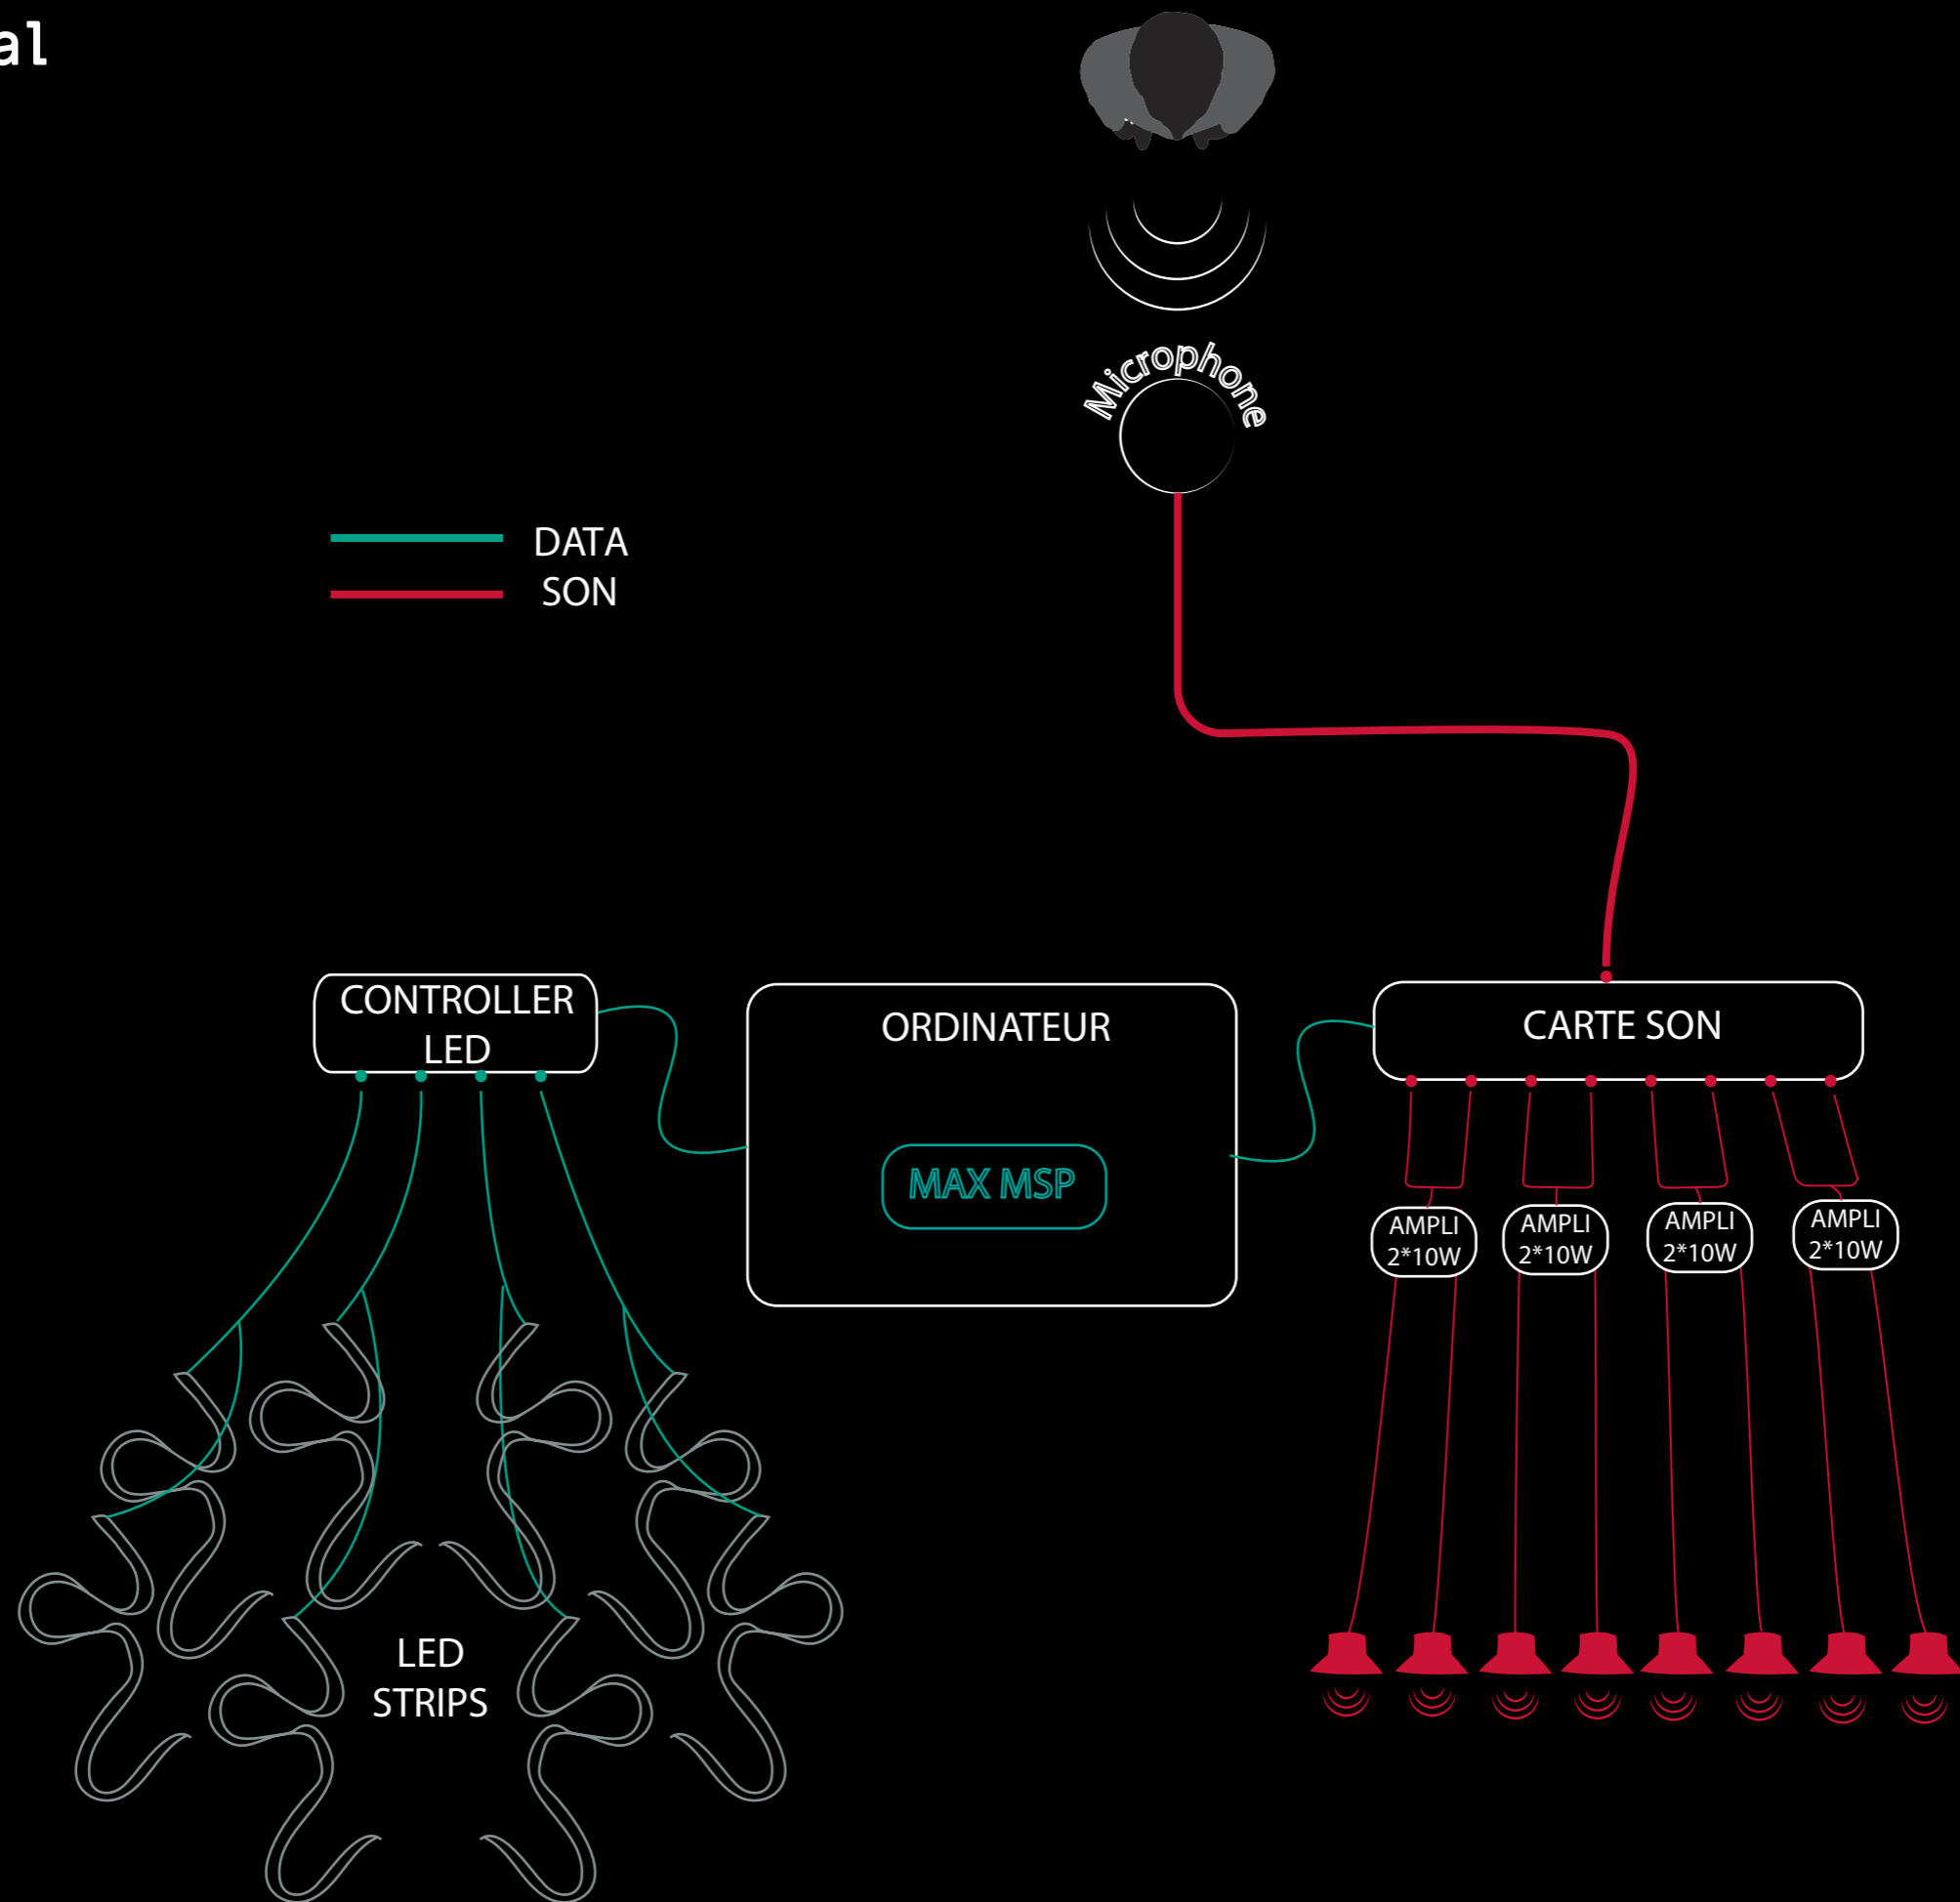 al
Microphone
DATA
SON
CONTROLLER
LED
ORDINATEUR
MAX MSP
CARTE SON
AMPLI
2*10W
AMPLI
2*10W
AMPLI
2*10W
AMPLI
2*10W
LED
STRIPS